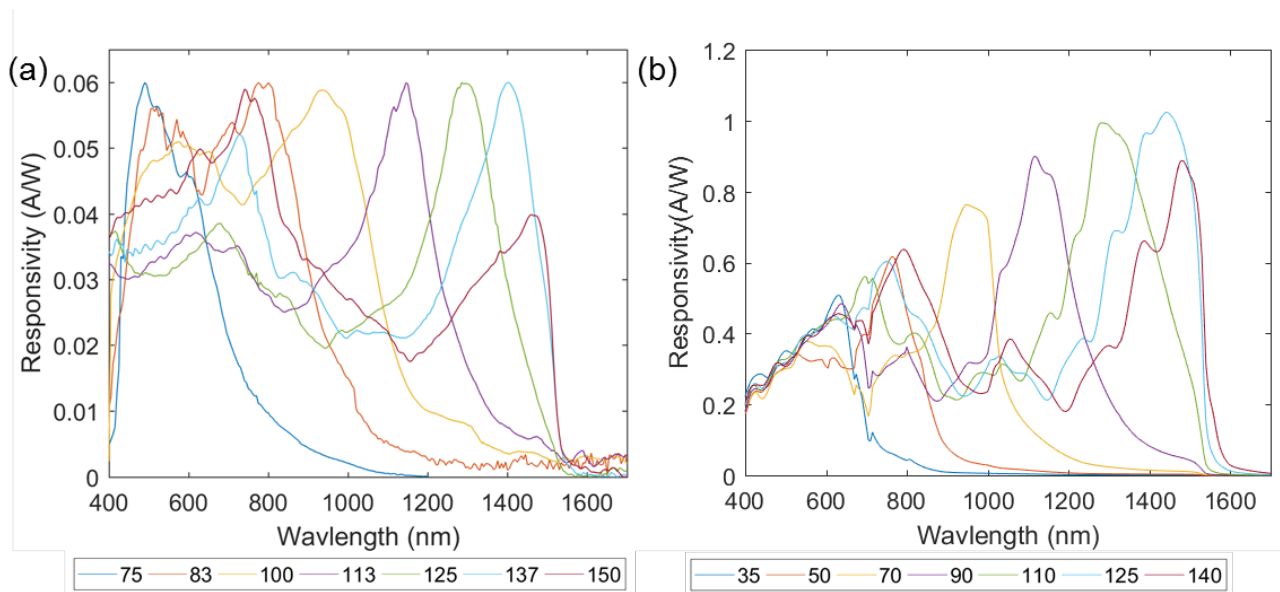 (a)
0.06
0.05
0.04
0.03
0.02
0.01
0
Responsivity (A/W)
400 600 800 1000 1200 1400 1600
Wavlength (nm)
75 83 100 113 125 137 150
(b)
1.2
1
0.8
0.6
0.4
0.2
0
Responsivity(A/W)
400 600 800 1000 1200 1400 1600
Wavlength (nm)
35 50 70 90 110 125 140